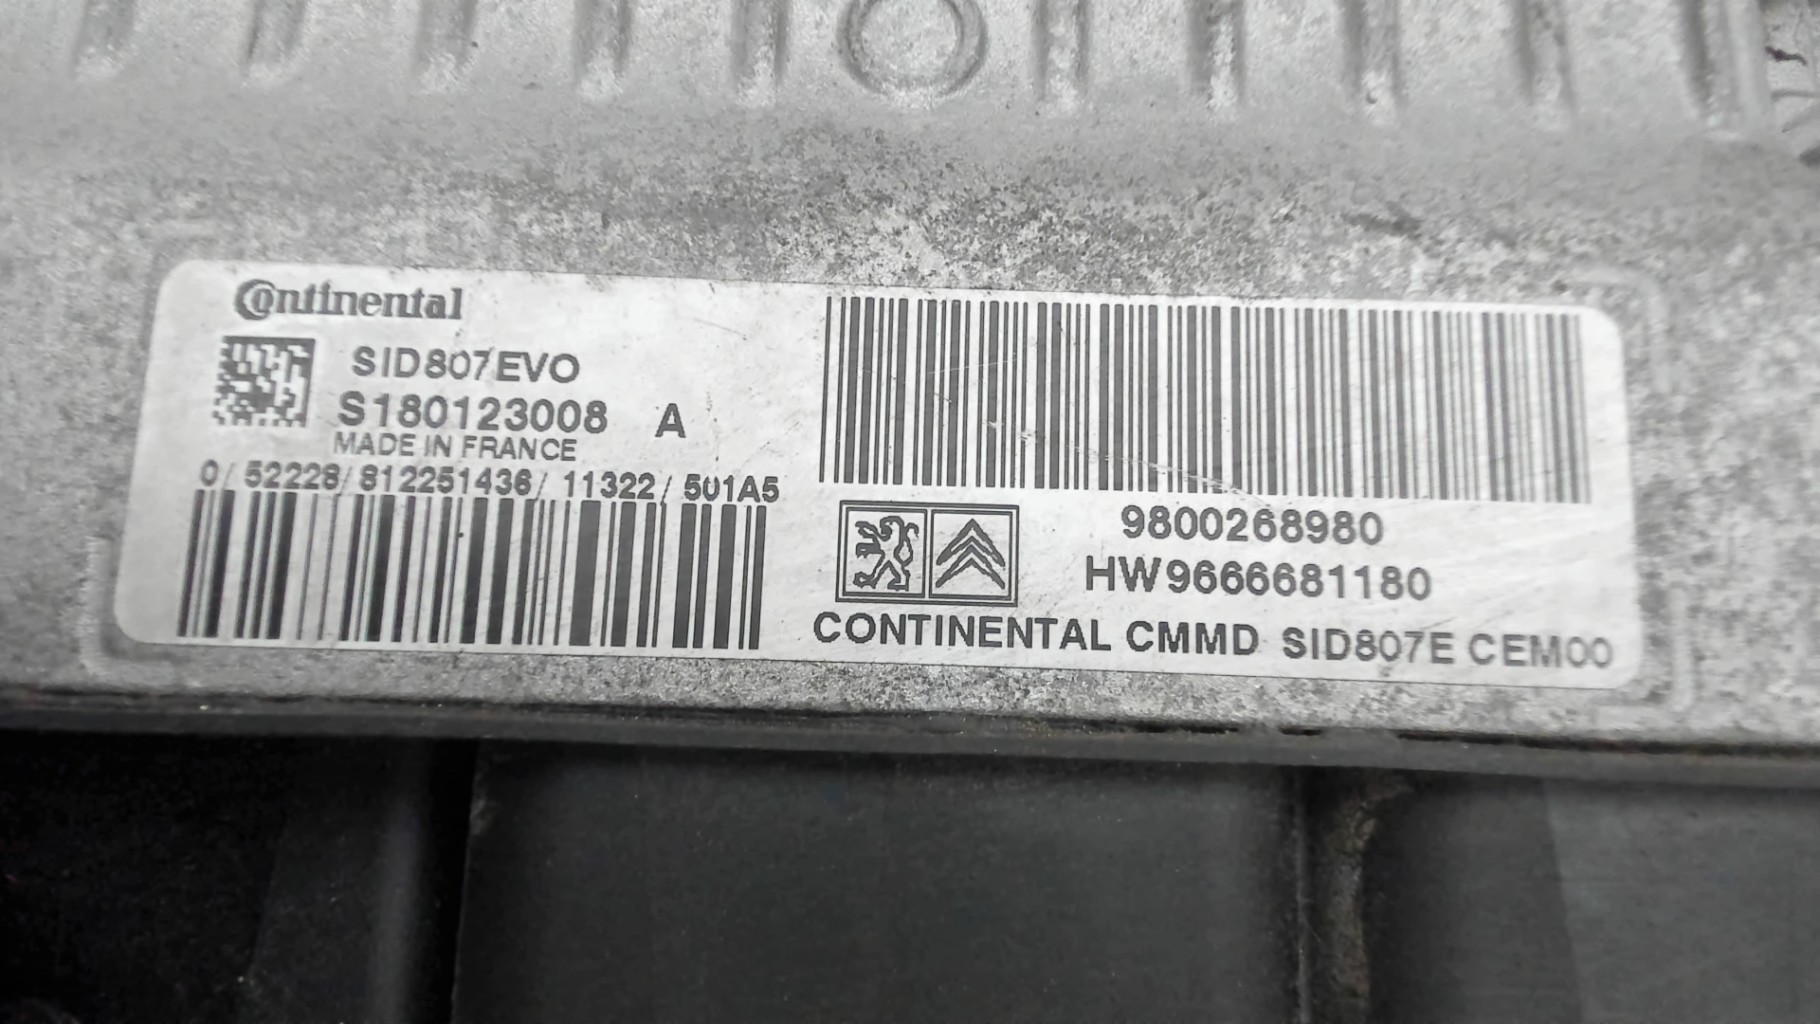 Continental
SID807EVO
S180123008 A
MADE IN FRANCE
0/52228/812251436/11322/501A5
9800268980
HW9666681180
CONTINENTAL CMMD SID807E CEM00